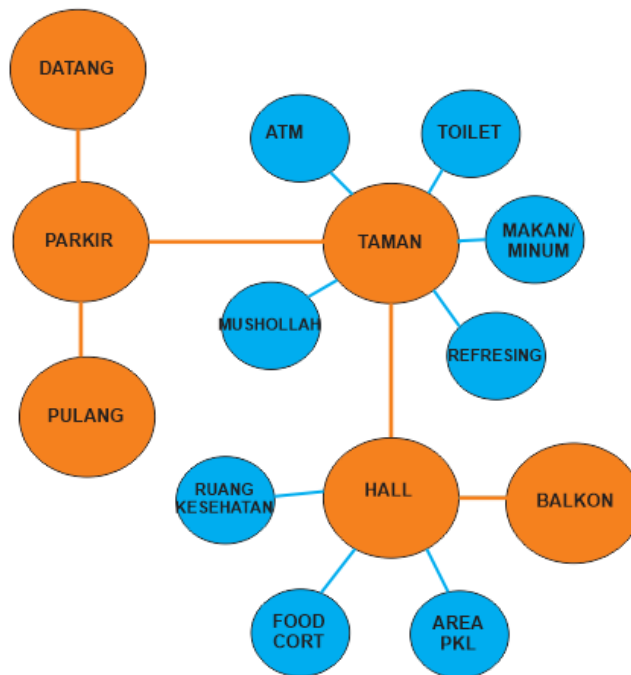 DATANG
ATM
TOILET
PARKIR
TAMAN
MAKAN/
MINUM
MUSHOLLAH
REFRESING
PULANG
RUANG
KESEHATAN
HALL
BALKON
FOOD
CORT
AREA
PKL